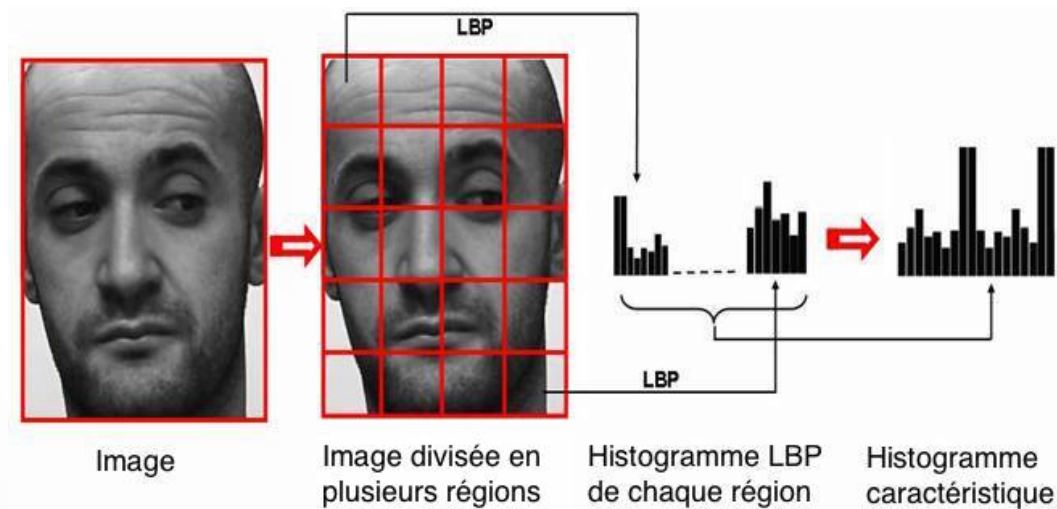 LBP
LBP
Image
Image divisée en
plusieurs régions
Histogramme LBP
de chaque région
Histogramme
caractéristique